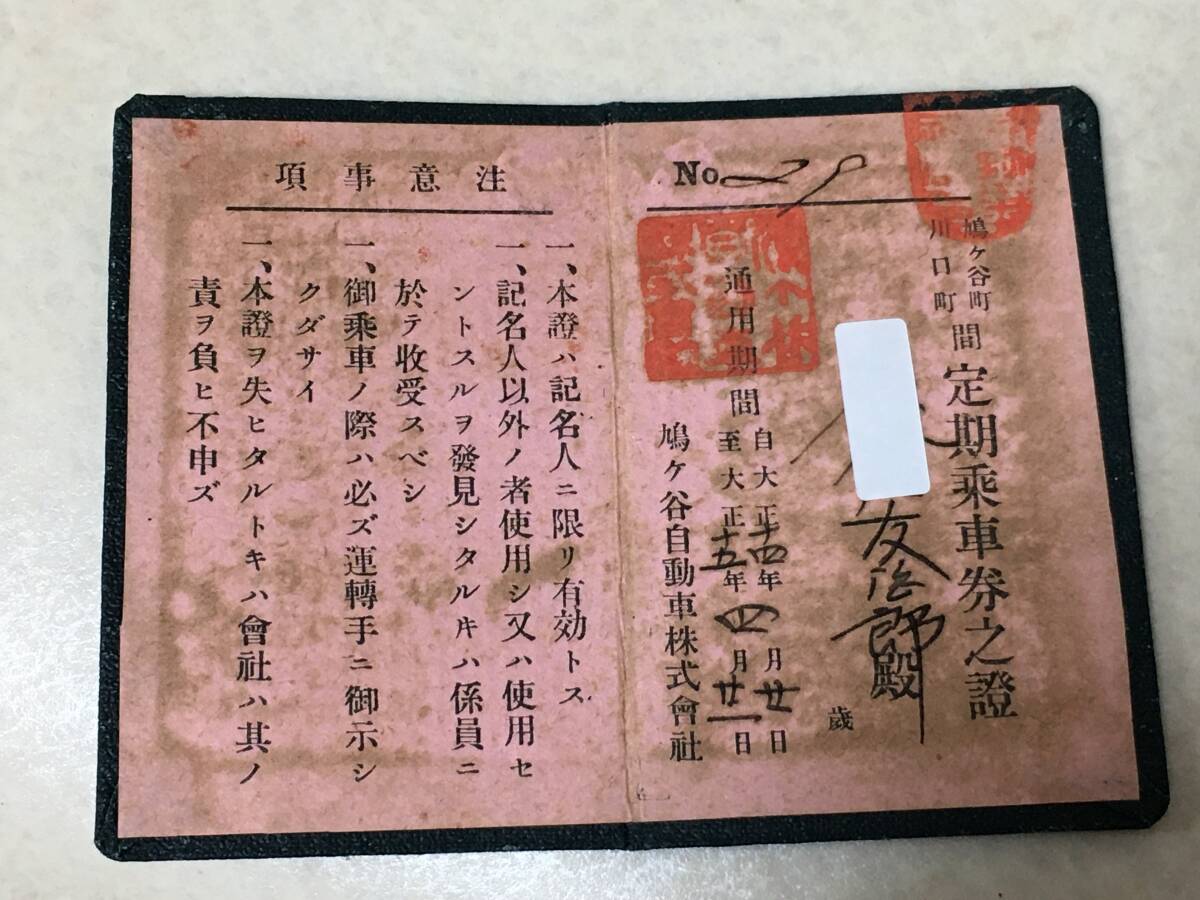 No 29
鳩ヶ谷町
川口町
間定期乗車券之證
友治郎殿
歳
通用期間
自大正十四年四月廿日
至大正十五年四月廿一日
鳩ヶ谷自動車株式會社
注意事項
一、本證ハ記名人ニ限リ有効トス
一、記名人以外ノ者使用シ又ハ使用セ
ントスルヲ發見シタルキハ係員ニ
於テ收受スベシ
一、御乘車ノ際ハ必ズ運轉手ニ御示シ
クダサイ
一、本證ヲ失ヒタルトキハ會社ハ其ノ
責ヲ負ヒ不申ズ